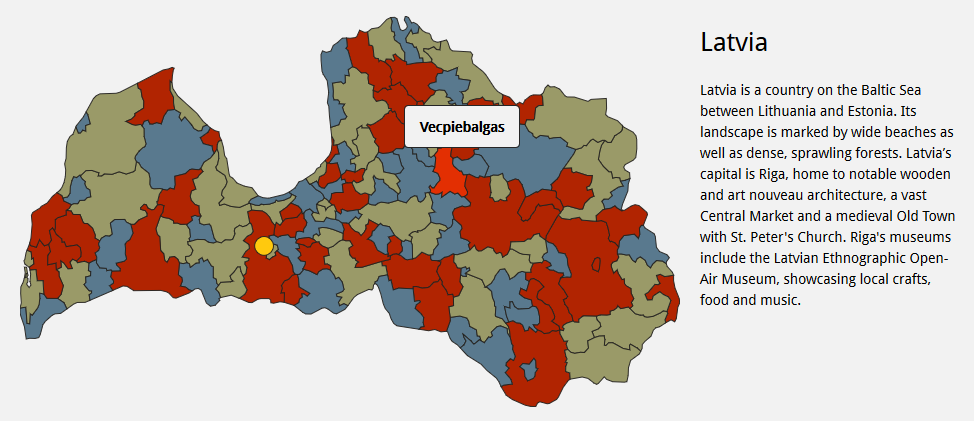 Latvia
Vecpiebalgas
Latvia is a country on the Baltic Sea
between Lithuania and Estonia. Its
landscape is marked by wide beaches as
well as dense, sprawling forests. Latvia’s
capital is Riga, home to notable wooden
and art nouveau architecture, a vast
Central Market and a medieval Old Town
with St. Peter's Church. Riga's museums
include the Latvian Ethnographic Open-
Air Museum, showcasing local crafts,
food and music.